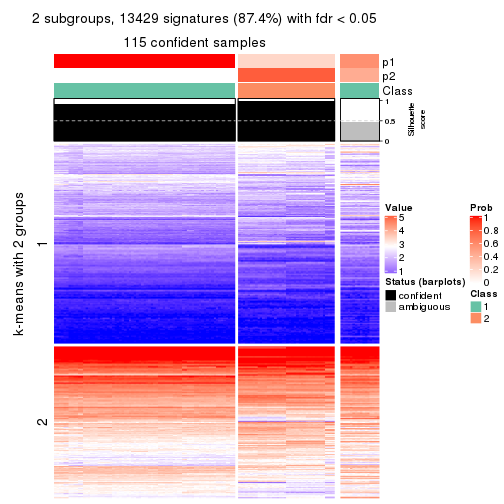 2 subgroups, 13429 signatures (87.4%) with fdr < 0.05
115 confident samples
p1
p2
Class
1
0.5
0
Silhouette
score
k-means with 2 groups
1
2
Value
5
4
3
2
1
Status (barplots)
confident
ambiguous
Prob
1
0.8
0.6
0.4
0.2
0
Class
1
2